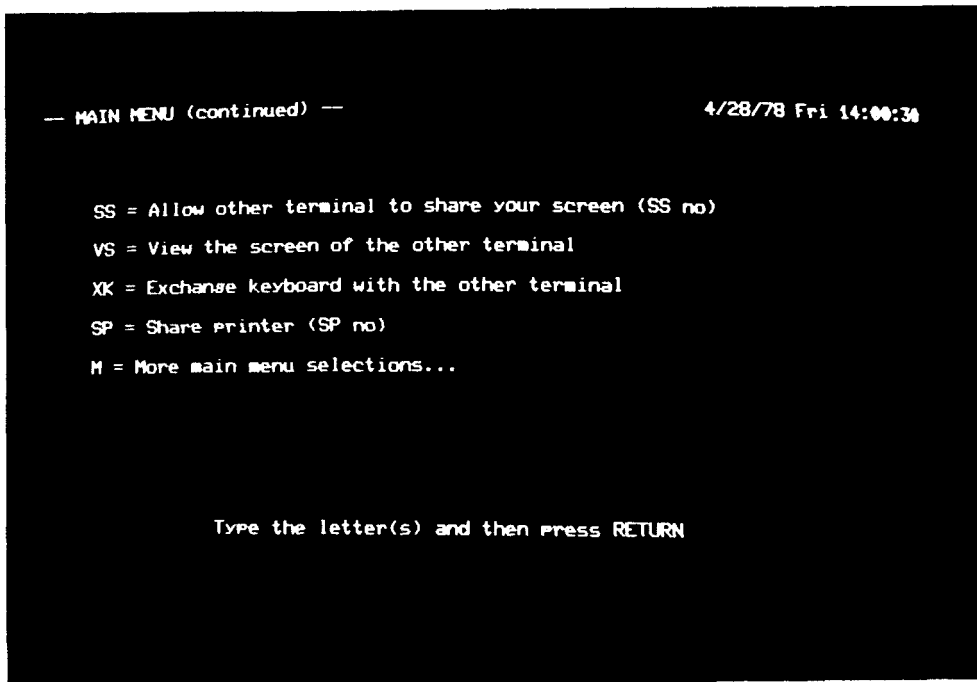 -- MAIN MENU (continued) -- 4/28/78 Fri 14:00:30
SS = Allow other terminal to share your screen (SS no)
VS = View the screen of the other terminal
XK = Exchange keyboard with the other terminal
SP = Share printer (SP no)
M = More main menu selections...
Type the letter(s) and then press RETURN